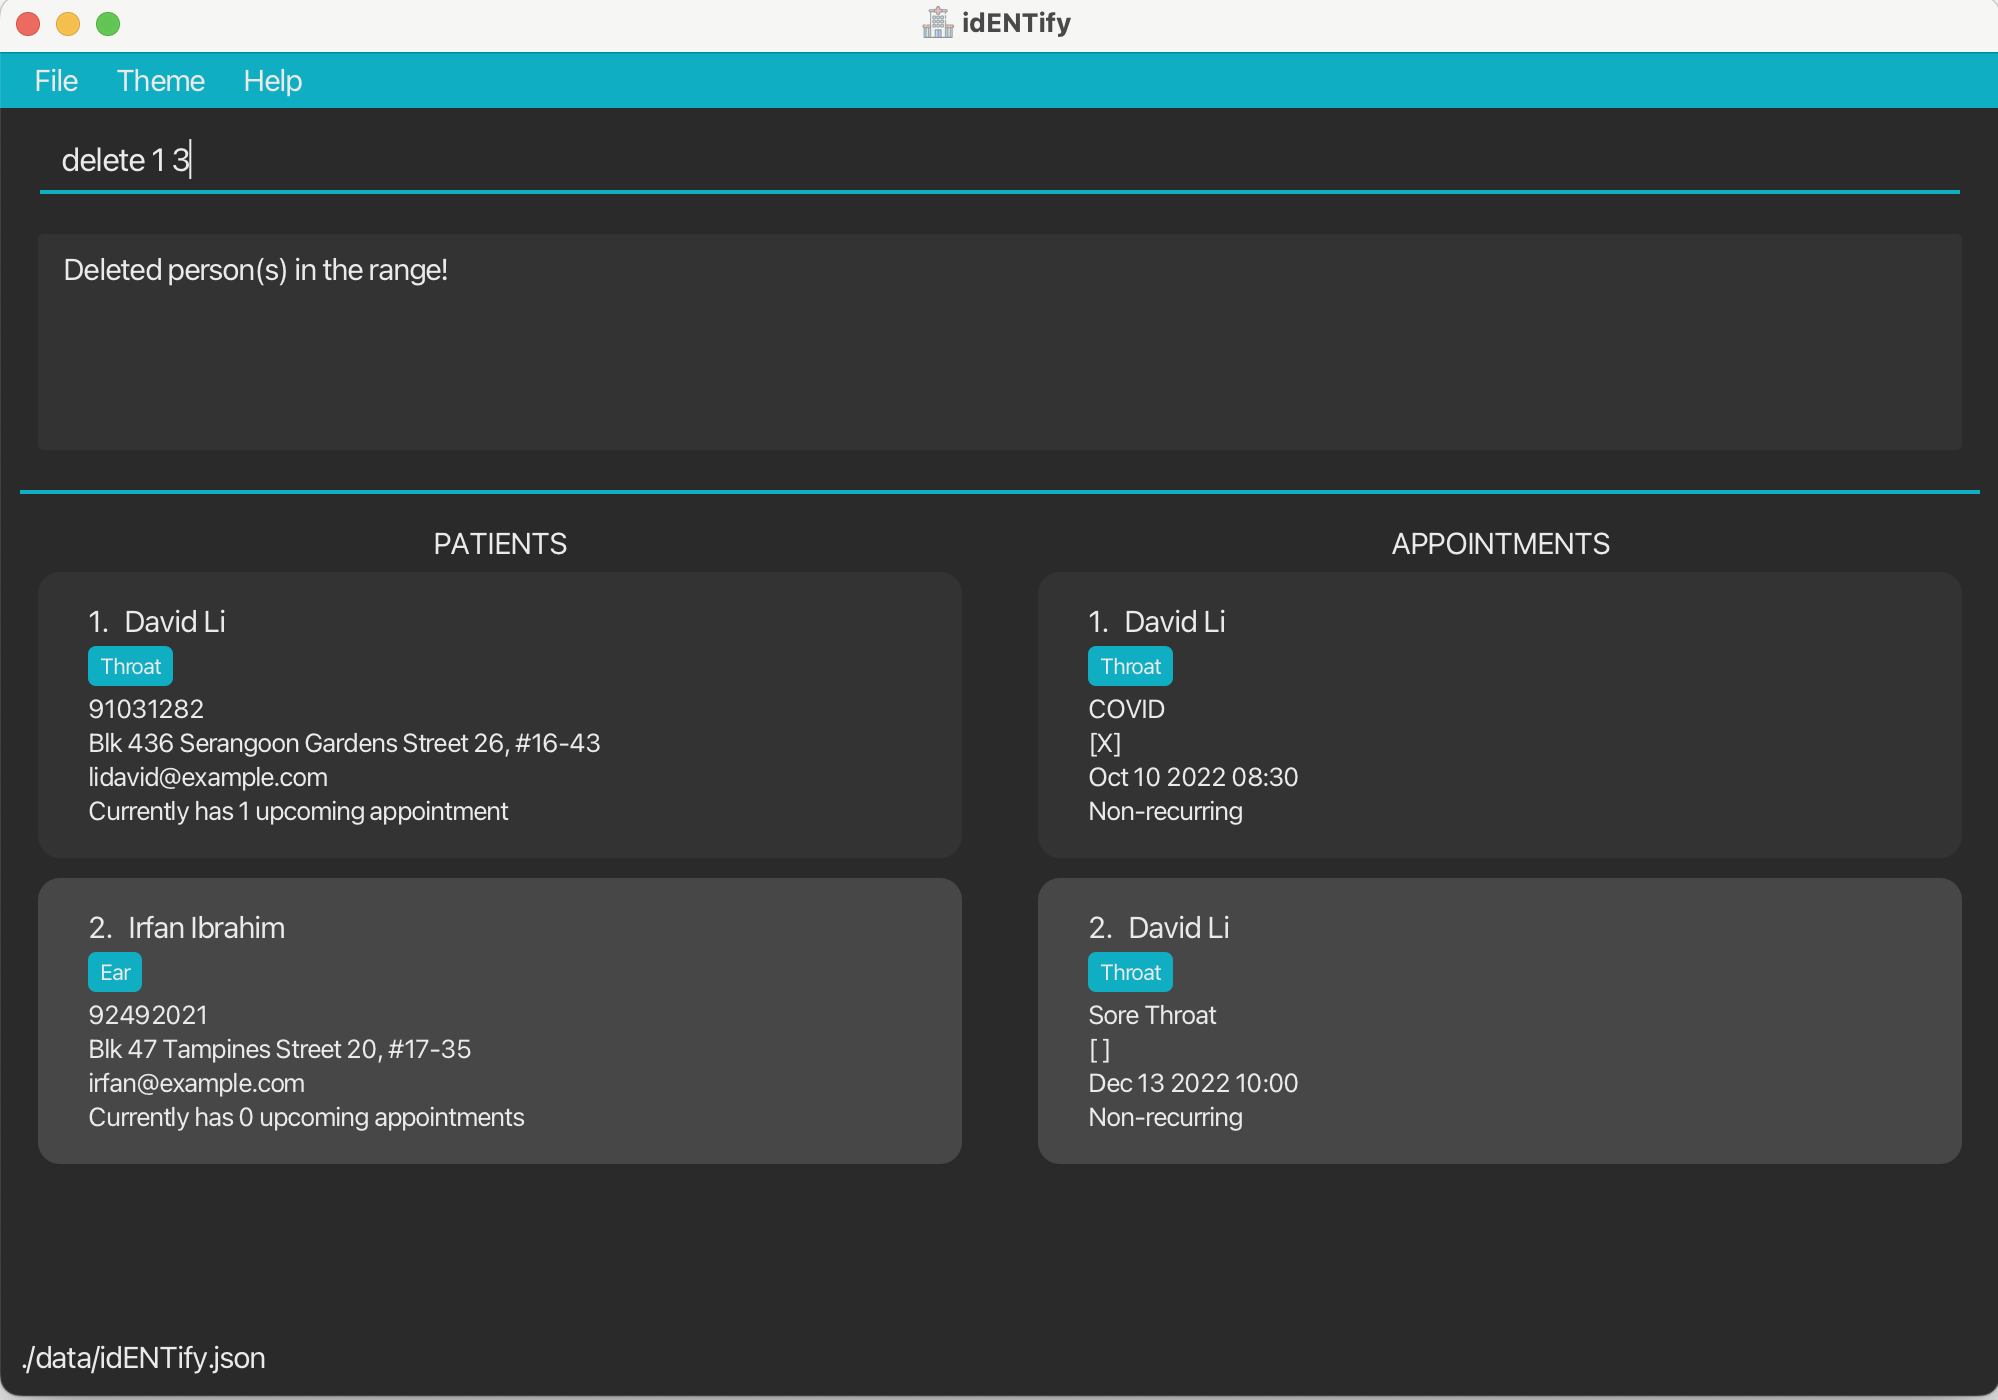 idENTify
File Theme Help
delete 1 3
Deleted person(s) in the range!
PATIENTS
1. David Li
Throat
91031282
Blk 436 Serangoon Gardens Street 26, #16-43
lidavid@example.com
Currently has 1 upcoming appointment
2. Irfan Ibrahim
Ear
92492021
Blk 47 Tampines Street 20, #17-35
irfan@example.com
Currently has 0 upcoming appointments
APPOINTMENTS
1. David Li
Throat
COVID
[X]
Oct 10 2022 08:30
Non-recurring
2. David Li
Throat
Sore Throat
[ ]
Dec 13 2022 10:00
Non-recurring
./data/idENTify.json